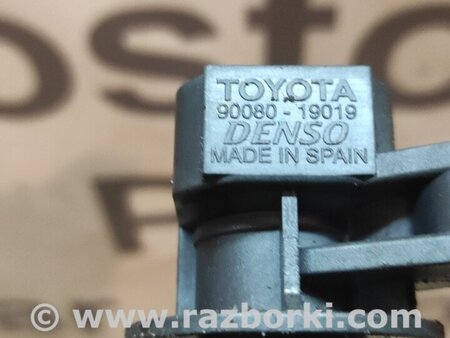 TOYOTA
90080 - 19019
DENSO
MADE IN SPAIN
© www.razborki.com